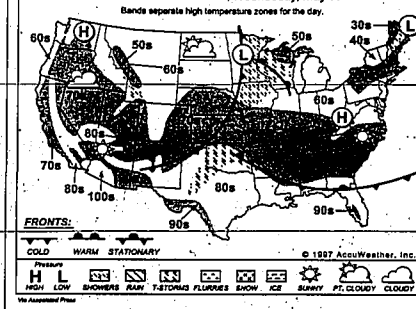 Bands separate high temperature zones for the day.
60s
H
50s
60s
L
50s
30s
40s
L
70s
60s
H
80s
70s
80s
100s
80s
90s
90s
FRONTS:
COLD WARM STATIONARY
© 1997 AccuWeather, Inc.
Pressure
H L
HIGH LOW SHOWERS RAIN T-STORMS FLURRIES SNOW ICE SUNNY PT. CLOUDY CLOUDY
Via Associated Press